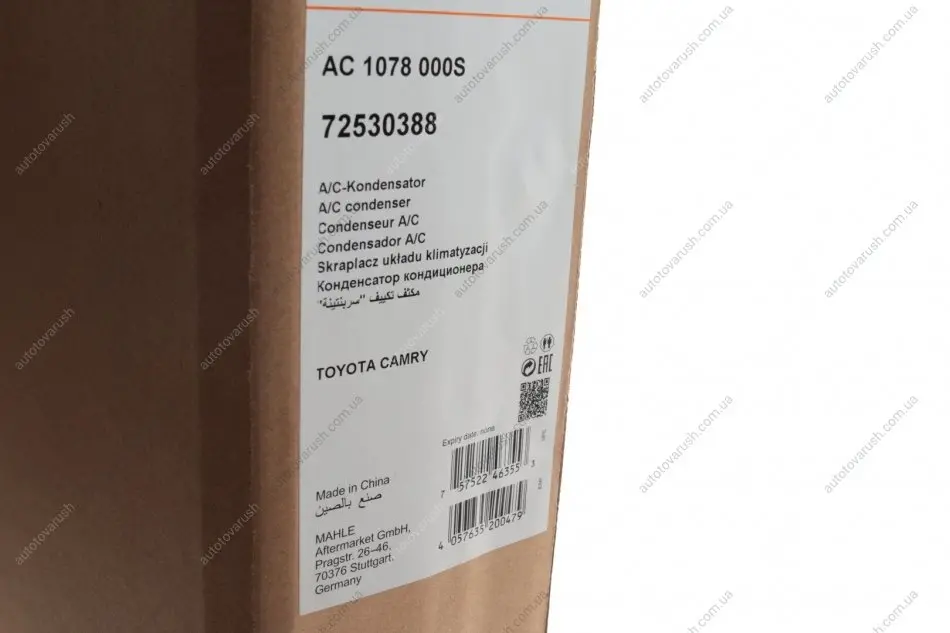 AC 1078 000S
72530388
A/C-Kondensator
A/C condenser
Condenseur A/C
Condensador A/C
Skraplacz układu klimatyzacji
Конденсатор кондиционера
مكثف تكييف "سربنتينة"
TOYOTA CAMRY
EAC
Expiry date: none
7 57522 46355 3
UPC
Made in China
صنع بالصين
4 057635 200479
EAN
MAHLE
Aftermarket GmbH,
Pragstr. 26–46,
70376 Stuttgart,
Germany
autotovarush.com.ua